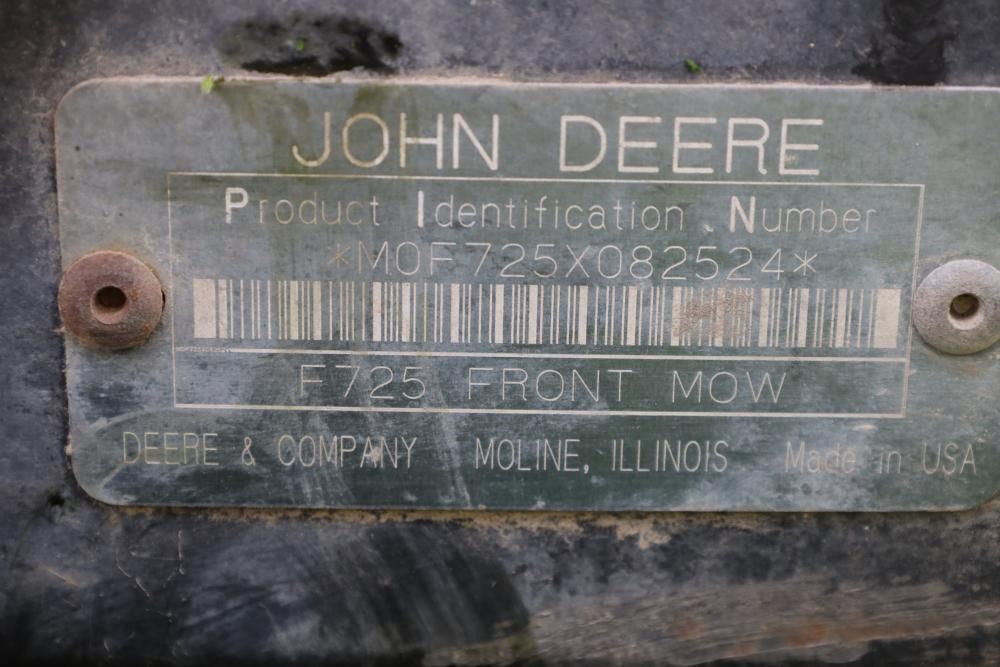 JOHN DEERE
Product Identification Number
*M0F725X082524*
F725 FRONT MOW
DEERE & COMPANY MOLINE, ILLINOIS Made in USA